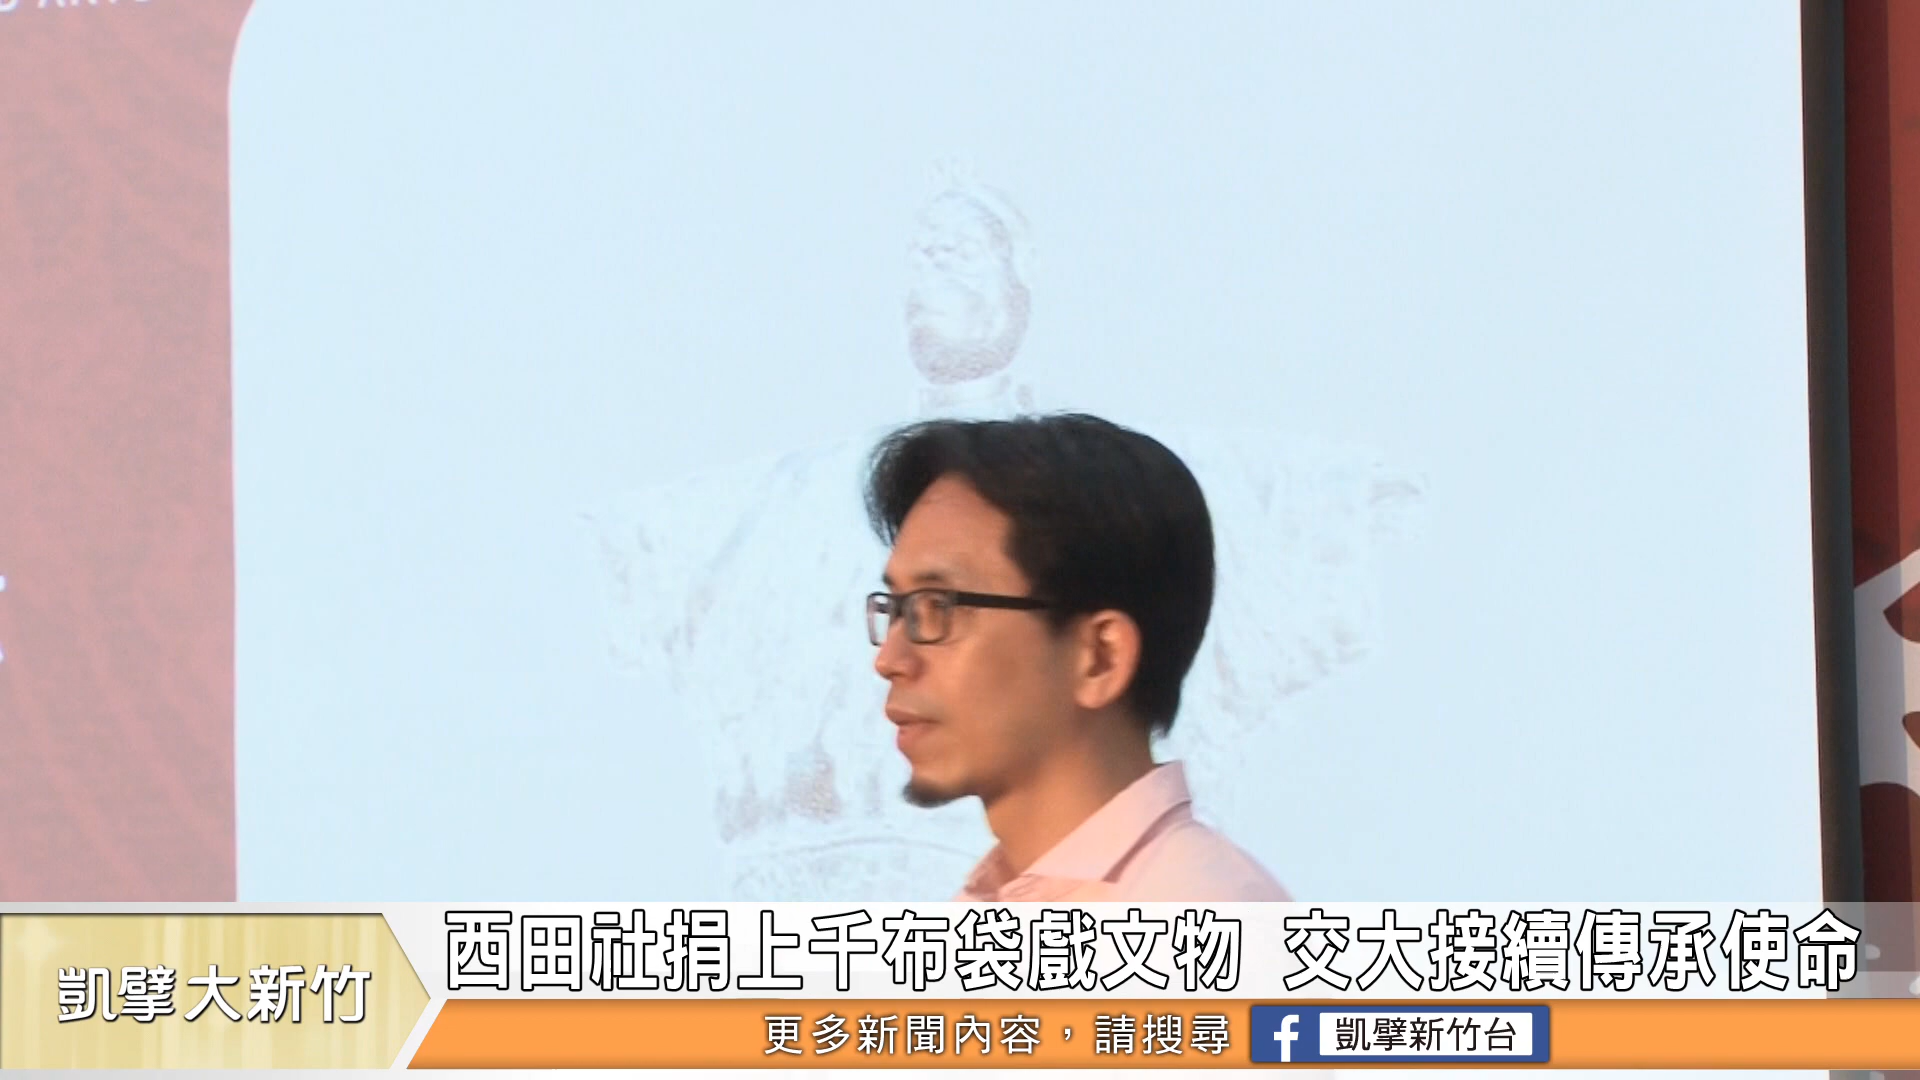 西田社捐上千布袋戲文物 交大接續傳承使命
凱擘大新竹
更多新聞內容，請搜尋 f 凱擘新竹台